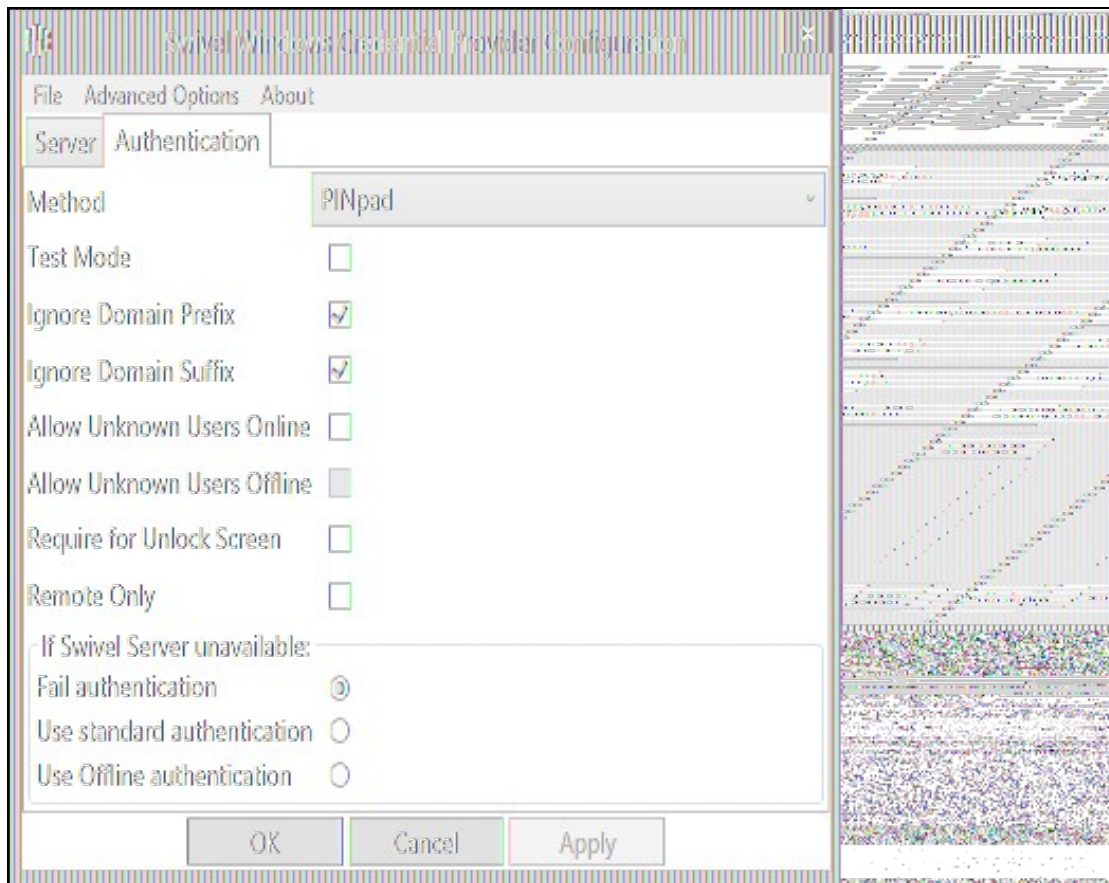 Swivel Windows Credential Provider Configuration
File Advanced Options About
Server Authentication
Method PINpad
Test Mode
Ignore Domain Prefix
Ignore Domain Suffix
Allow Unknown Users Online
Allow Unknown Users Offline
Require for Unlock Screen
Remote Only
If Swivel Server unavailable:
Fail authentication
Use standard authentication
Use Offline authentication
OK Cancel Apply